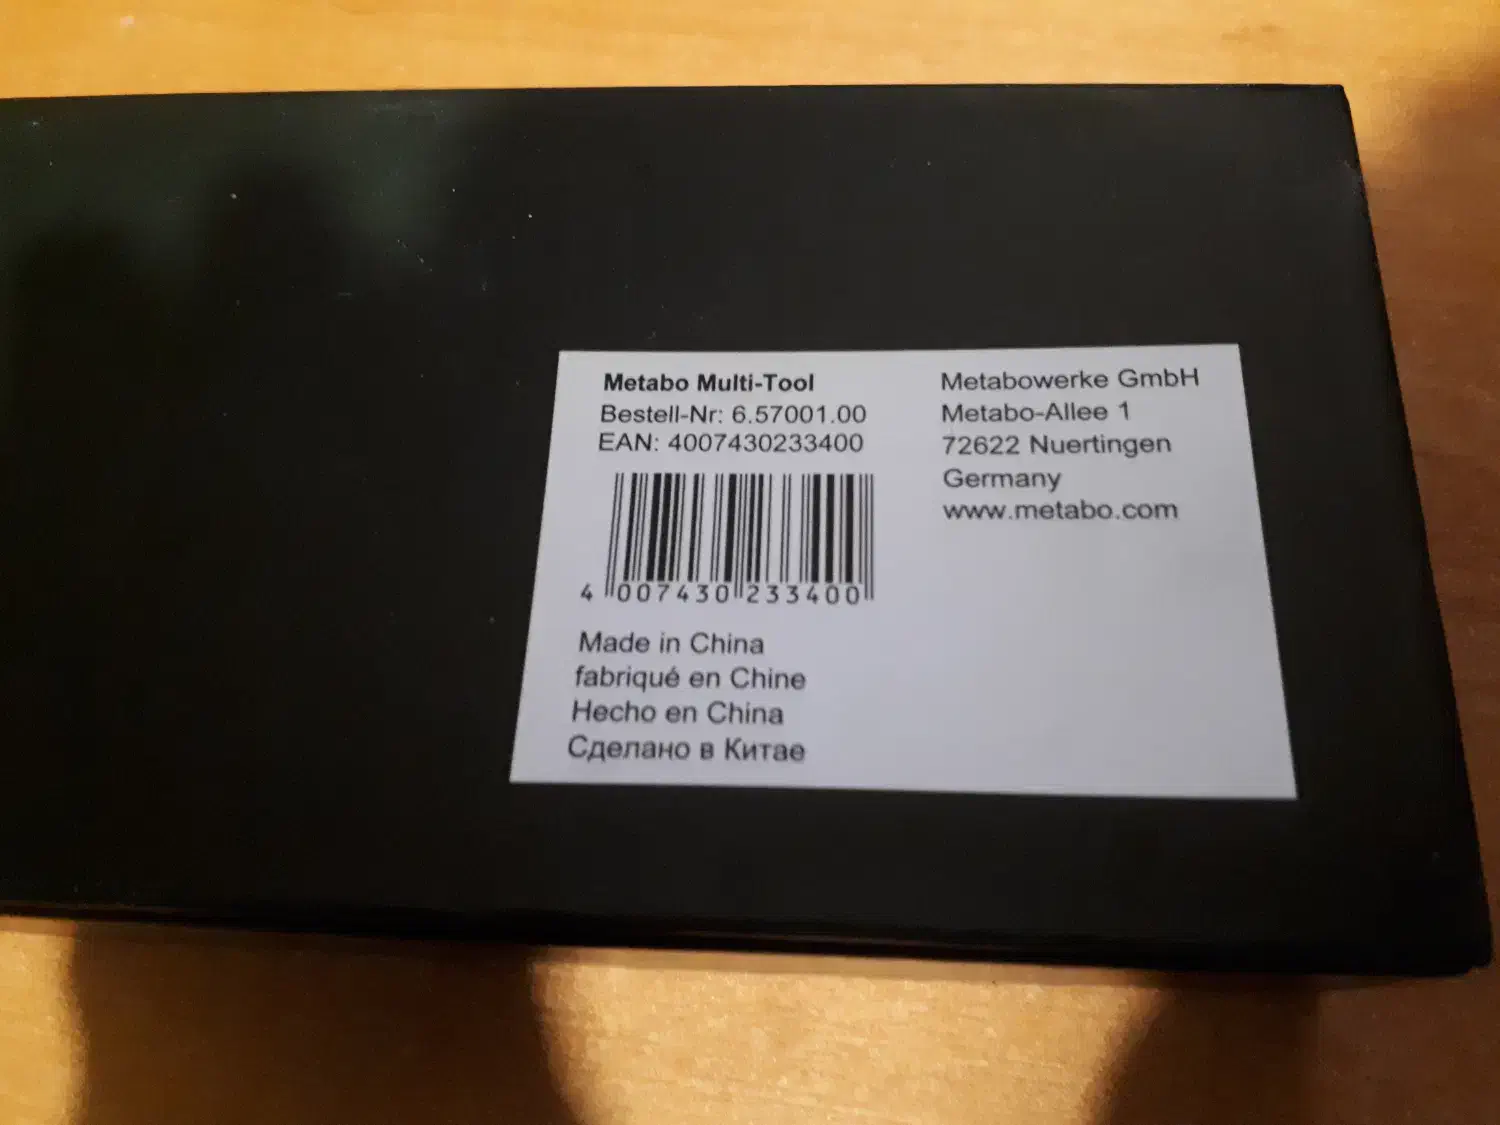 Metabo Multi-Tool
Bestell-Nr: 6.57001.00
EAN: 4007430233400
4 007430 233400
Made in China
fabriqué en Chine
Hecho en China
Сделано в Китае
Metabowerke GmbH
Metabo-Allee 1
72622 Nuertingen
Germany
www.metabo.com